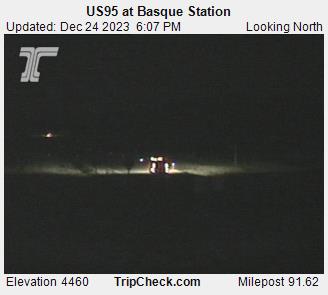 US95 at Basque Station
Updated: Dec 24 2023 6:07 PM Looking North
Elevation 4460 TripCheck.com Milepost 91.62